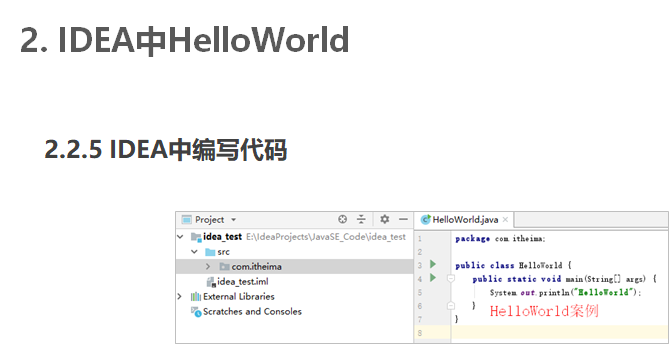 2. IDEA中HelloWorld
2.2.5 IDEA中编写代码
Project
idea_test E:\IdeaProjects\JavaSE_Code\idea_test
src
com.itheima
idea_test.iml
External Libraries
Scratches and Consoles
HelloWorld.java
1 package com.itheima;
2
3 public class HelloWorld {
4 public static void main(String[] args) {
5 System.out.println("HelloWorld");
6 }
HelloWorld案例
7 }
8